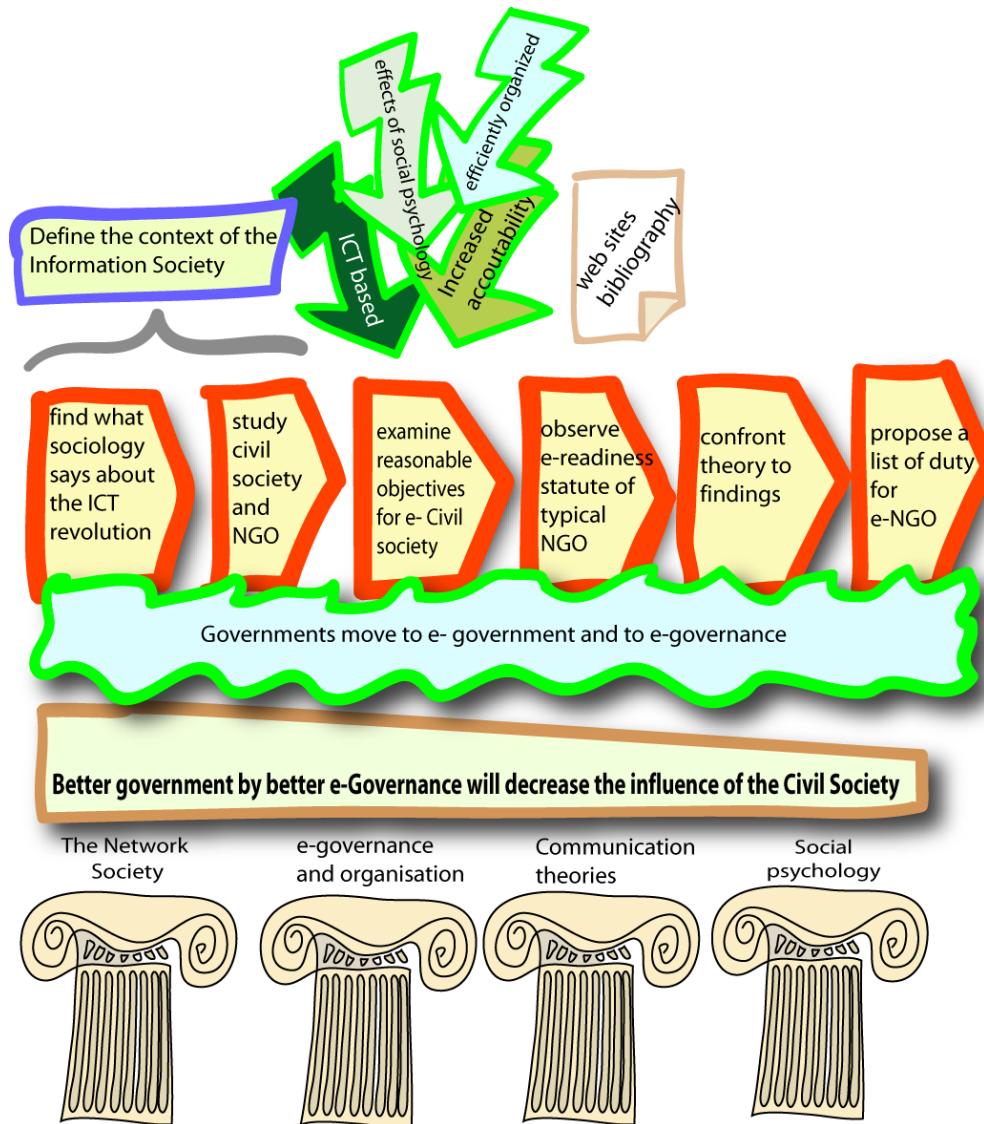 effects of social psychology
efficiently organized
ICT based
Increased
accoutability
web sites
bibliography
Define the context of the
Information Society
find what
sociology
says about
the ICT
revolution
study
civil
society
and
NGO
examine
reasonable
objectives
for e- Civil
society
observe
e-readiness
statute of
typical
NGO
confront
theory to
findings
propose a
list of duty
for
e-NGO
Governments move to e- government and to e-governance
Better government by better e-Governance will decrease the influence of the Civil Society
The Network
Society
e-governance
and organisation
Communication
theories
Social
psychology